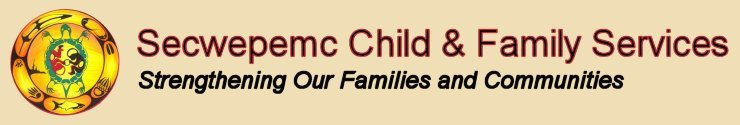 Secwepemc Child & Family Services
Strengthening Our Families and Communities